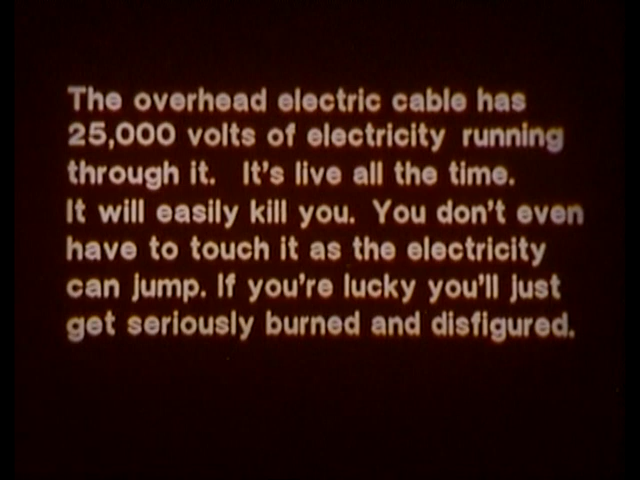 The overhead electric cable has
25,000 volts of electricity running
through it. It's live all the time.
It will easily kill you. You don't even
have to touch it as the electricity
can jump. If you're lucky you'll just
get seriously burned and disfigured.